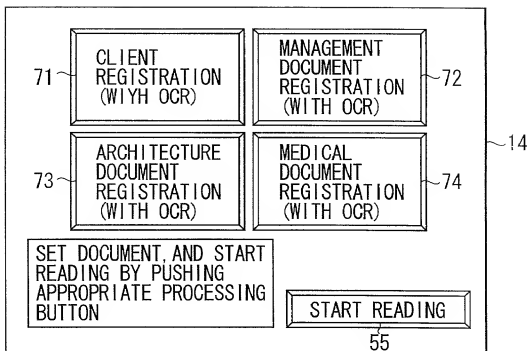 CLIENT
REGISTRATION
(WIYH OCR)
71
MANAGEMENT
DOCUMENT
REGISTRATION
(WITH OCR)
72
14
ARCHITECTURE
DOCUMENT
REGISTRATION
(WITH OCR)
73
MEDICAL
DOCUMENT
REGISTRATION
(WITH OCR)
74
SET DOCUMENT, AND START
READING BY PUSHING
APPROPRIATE PROCESSING
BUTTON
START READING
55